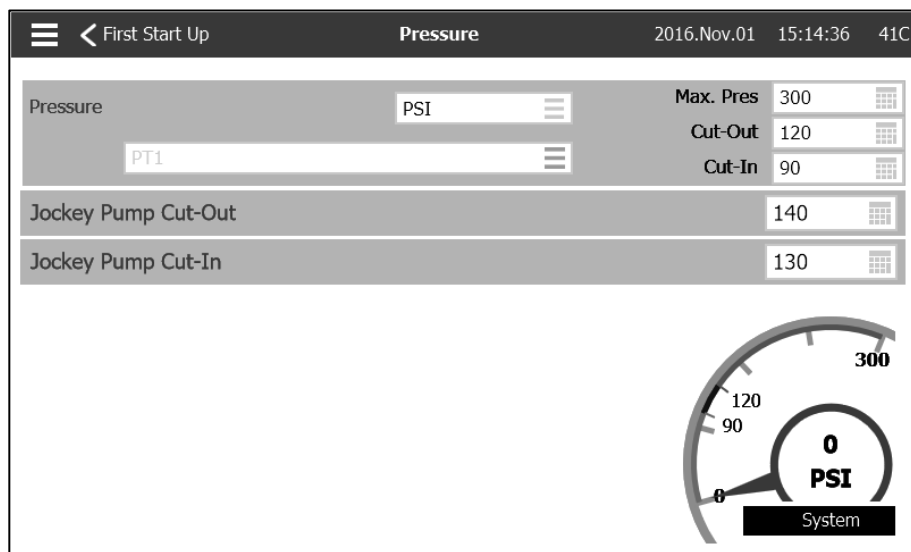 First Start Up Pressure 2016.Nov.01 15:14:36 41C
Pressure PSI Max. Pres 300
Cut-Out 120
PT1 Cut-In 90
Jockey Pump Cut-Out 140
Jockey Pump Cut-In 130
300
120
90
0
PSI
0
System